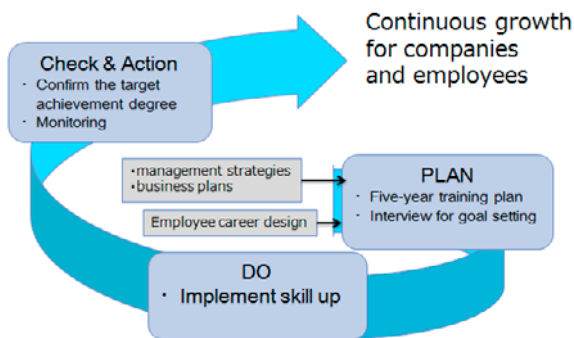 Continuous growth
for companies
and employees
Check & Action
· Confirm the target
achievement degree
· Monitoring
•management strategies
•business plans
Employee career design
PLAN
· Five-year training plan
· Interview for goal setting
DO
· Implement skill up